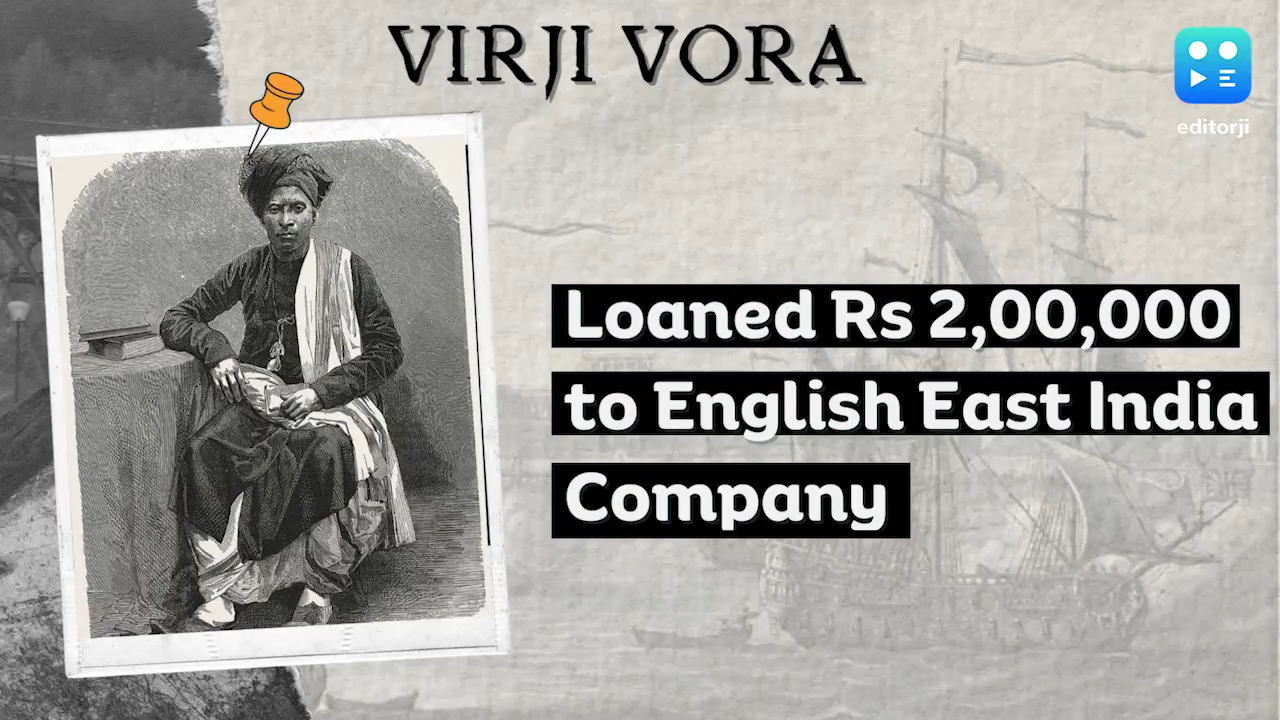 VIRJI VORA
editorji
Loaned Rs 2,00,000
to English East India
Company